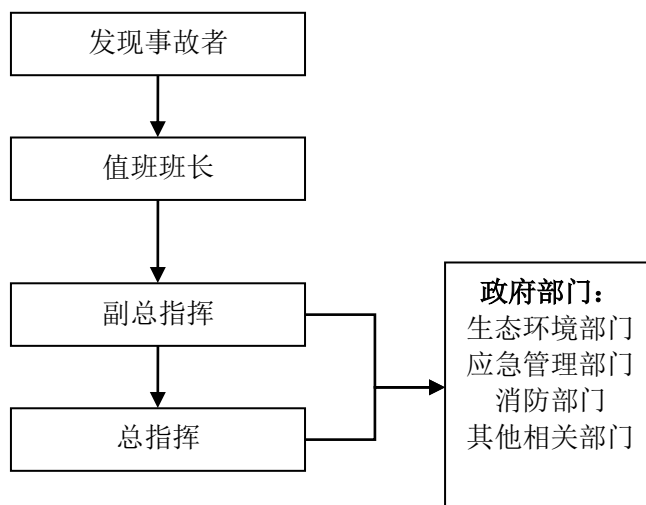 发现事故者
值班班长
副总指挥
总指挥
政府部门：
生态环境部门
应急管理部门
消防部门
其他相关部门